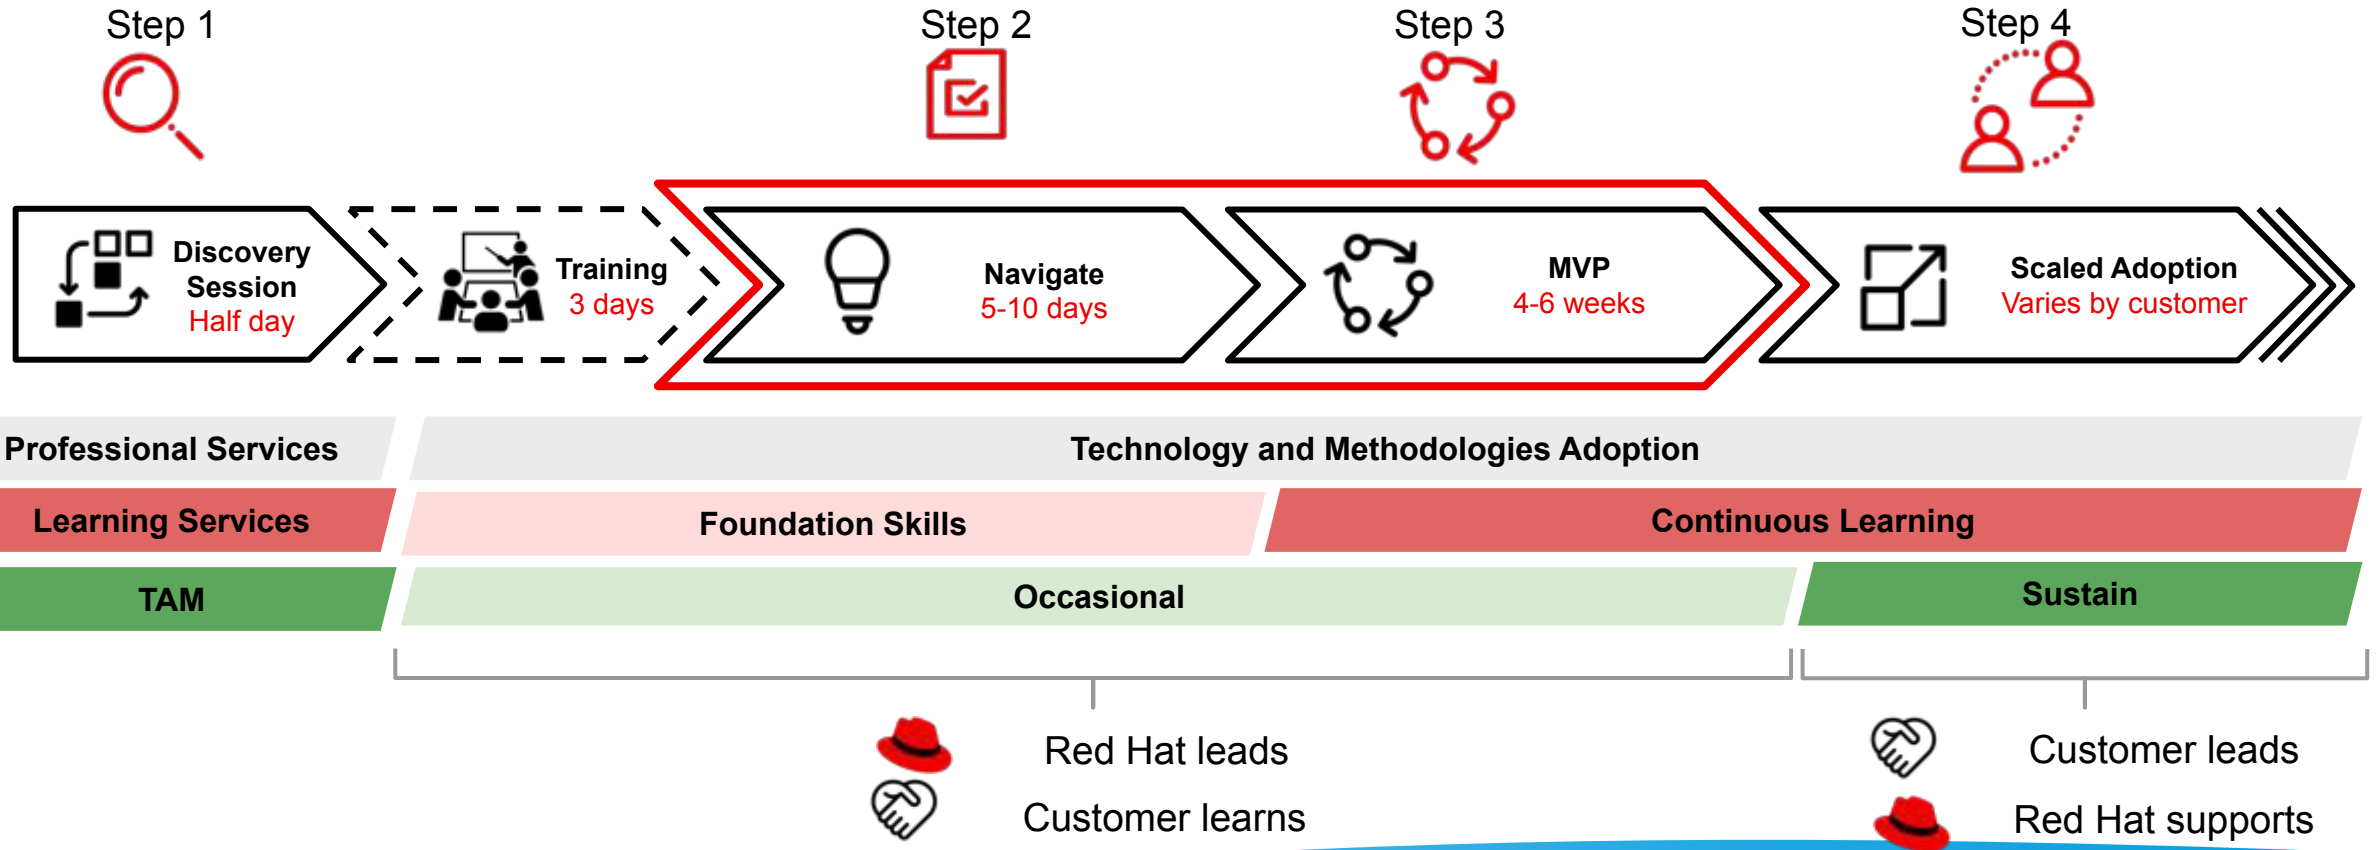 Step 1
Step 2
Step 3
Step 4
Discovery
Session
Half day
Training
3 days
Navigate
5-10 days
MVP
4-6 weeks
Scaled Adoption
Varies by customer
Professional Services
Technology and Methodologies Adoption
Learning Services
Foundation Skills
Continuous Learning
TAM
Occasional
Sustain
Red Hat leads
Customer learns
Customer leads
Red Hat supports